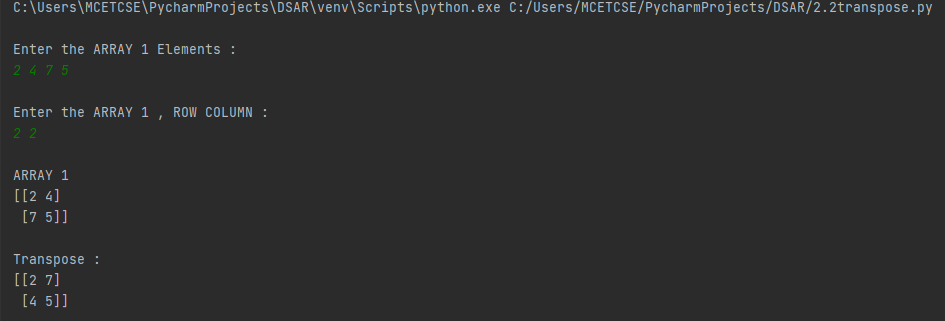 C:\Users\MCETCSE\PycharmProjects\DSAR\venv\Scripts\python.exe C:/Users/MCETCSE/PycharmProjects/DSAR/2.2transpose.py
Enter the ARRAY 1 Elements :
2 4 7 5
Enter the ARRAY 1 , ROW COLUMN :
2 2
ARRAY 1
[[2 4]
 [7 5]]
Transpose :
[[2 7]
 [4 5]]